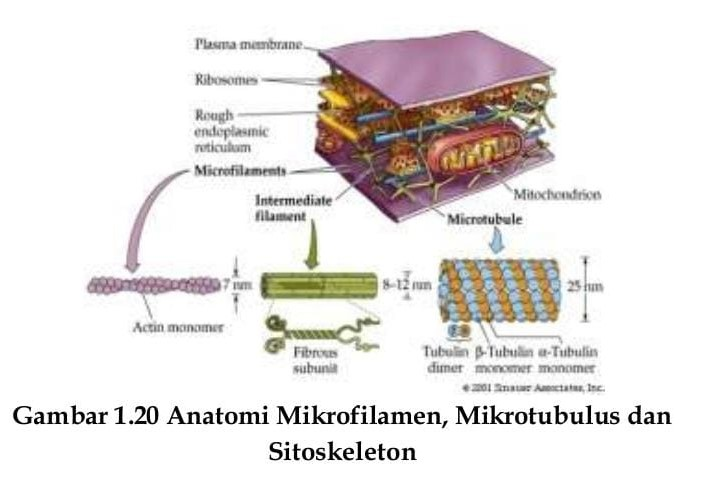 Plasma membrane
Ribosomes
Rough
endoplasmic
reticulum
Microfilaments
Intermediate
filament
Mitochondrion
Microtubule
7 nm
8-12 nm
25 nm
Actin monomer
Fibrous
subunit
Tubulin β-Tubulin α-Tubulin
dimer monomer monomer
© 2001 Sinauer Associates, Inc.
Gambar 1.20 Anatomi Mikrofilamen, Mikrotubulus dan
Sitoskeleton